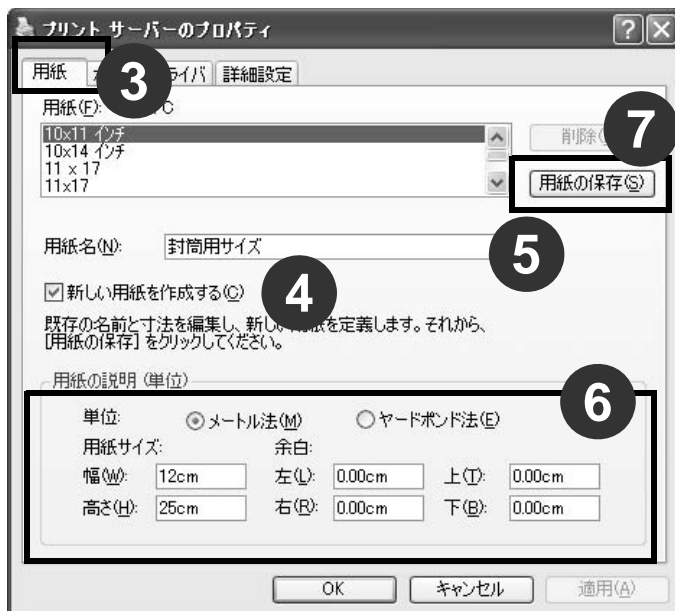 プリント サーバーのプロパティ
用紙 ライバ 詳細設定
3
用紙(F): C
10x11 インチ
10x14 インチ
11 x 17
11x17
削除
7
用紙の保存(S)
用紙名(N): 封筒用サイズ
5
新しい用紙を作成する(C)
4
既存の名前と寸法を編集し、新しい用紙を定義します。それから、
[用紙の保存] をクリックしてください。
用紙の説明 (単位)
6
単位: メートル法(M) ヤードポンド法(E)
用紙サイズ: 余白:
幅(W): 12cm 左(L): 0.00cm 上(T): 0.00cm
高さ(H): 25cm 右(R): 0.00cm 下(B): 0.00cm
OK キャンセル 適用(A)